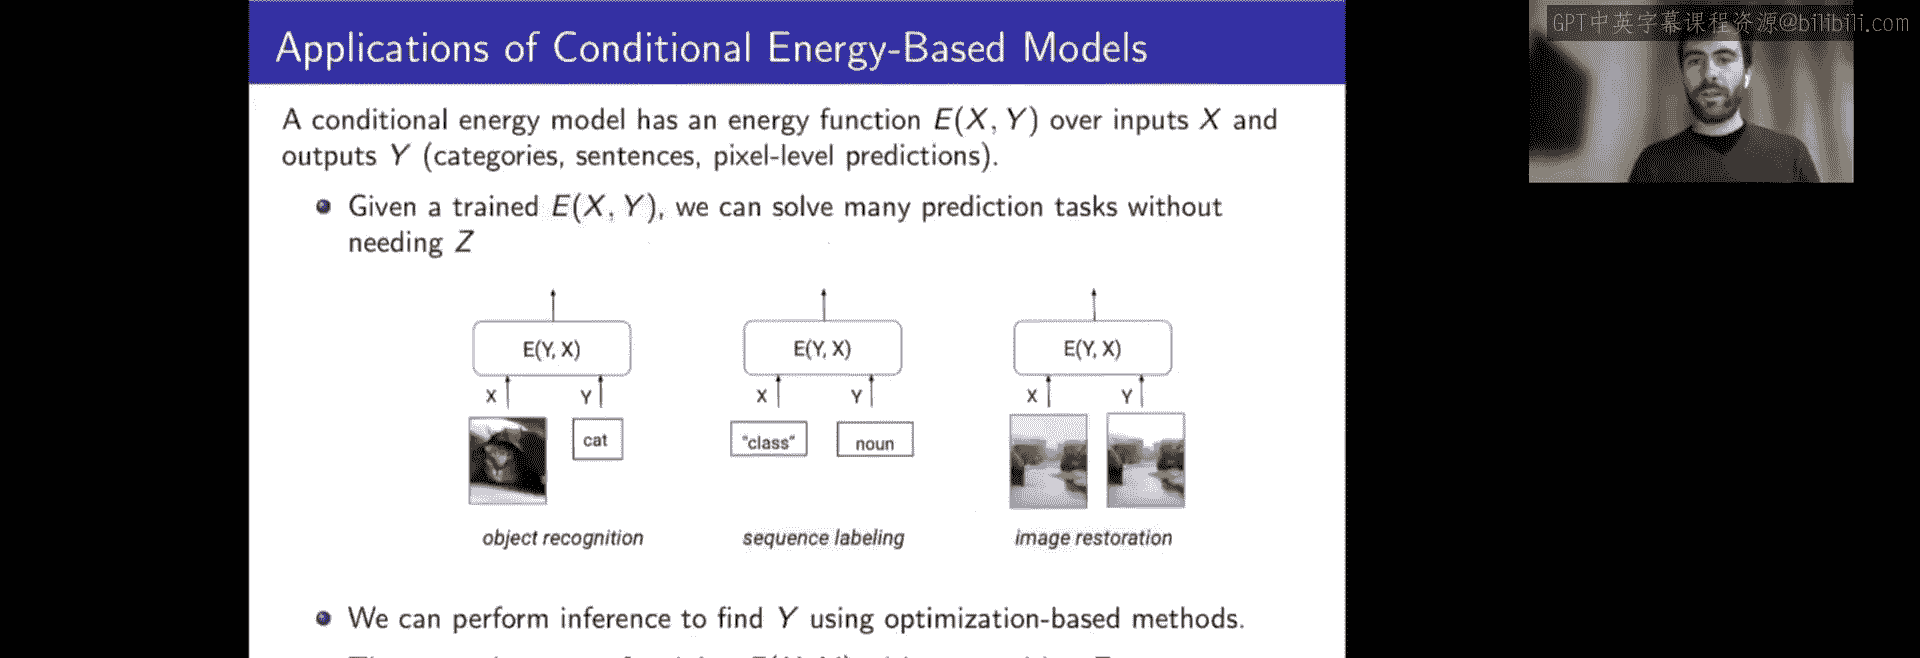 Applications of Conditional Energy-Based Models
GPT中英字幕课程资源@bilibili.com
A conditional energy model has an energy function E(X, Y) over inputs X and
outputs Y (categories, sentences, pixel-level predictions).
Given a trained E(X, Y), we can solve many prediction tasks without
needing Z
E(Y, X)
X
Y
cat
object recognition
E(Y, X)
X
Y
"class"
noun
sequence labeling
E(Y, X)
X
Y
image restoration
We can perform inference to find Y using optimization-based methods.